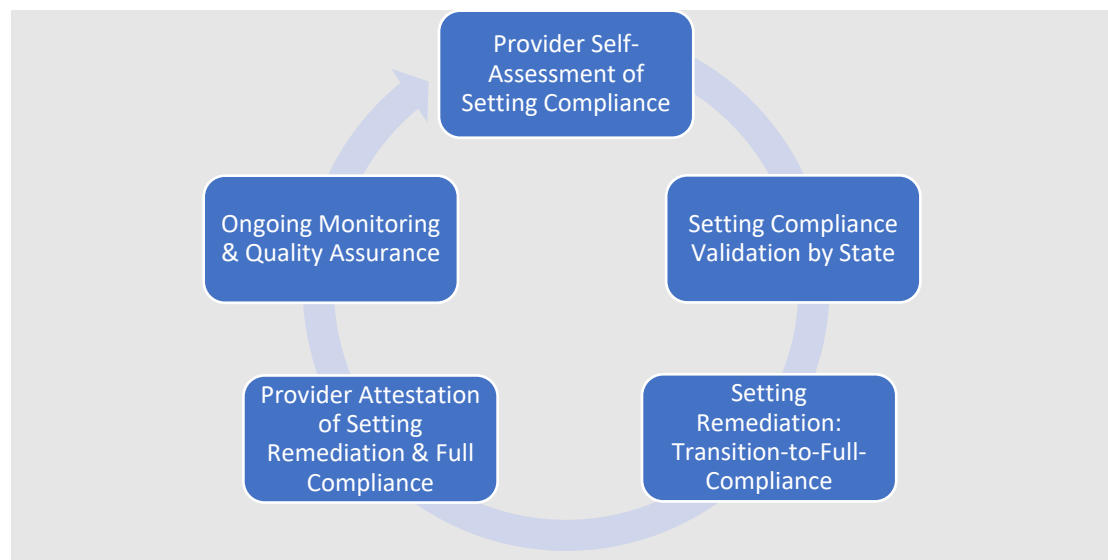 Provider Self-
Assessment of
Setting Compliance
Setting Compliance
Validation by State
Setting
Remediation:
Transition-to-Full-
Compliance
Provider Attestation
of Setting
Remediation & Full
Compliance
Ongoing Monitoring
& Quality Assurance